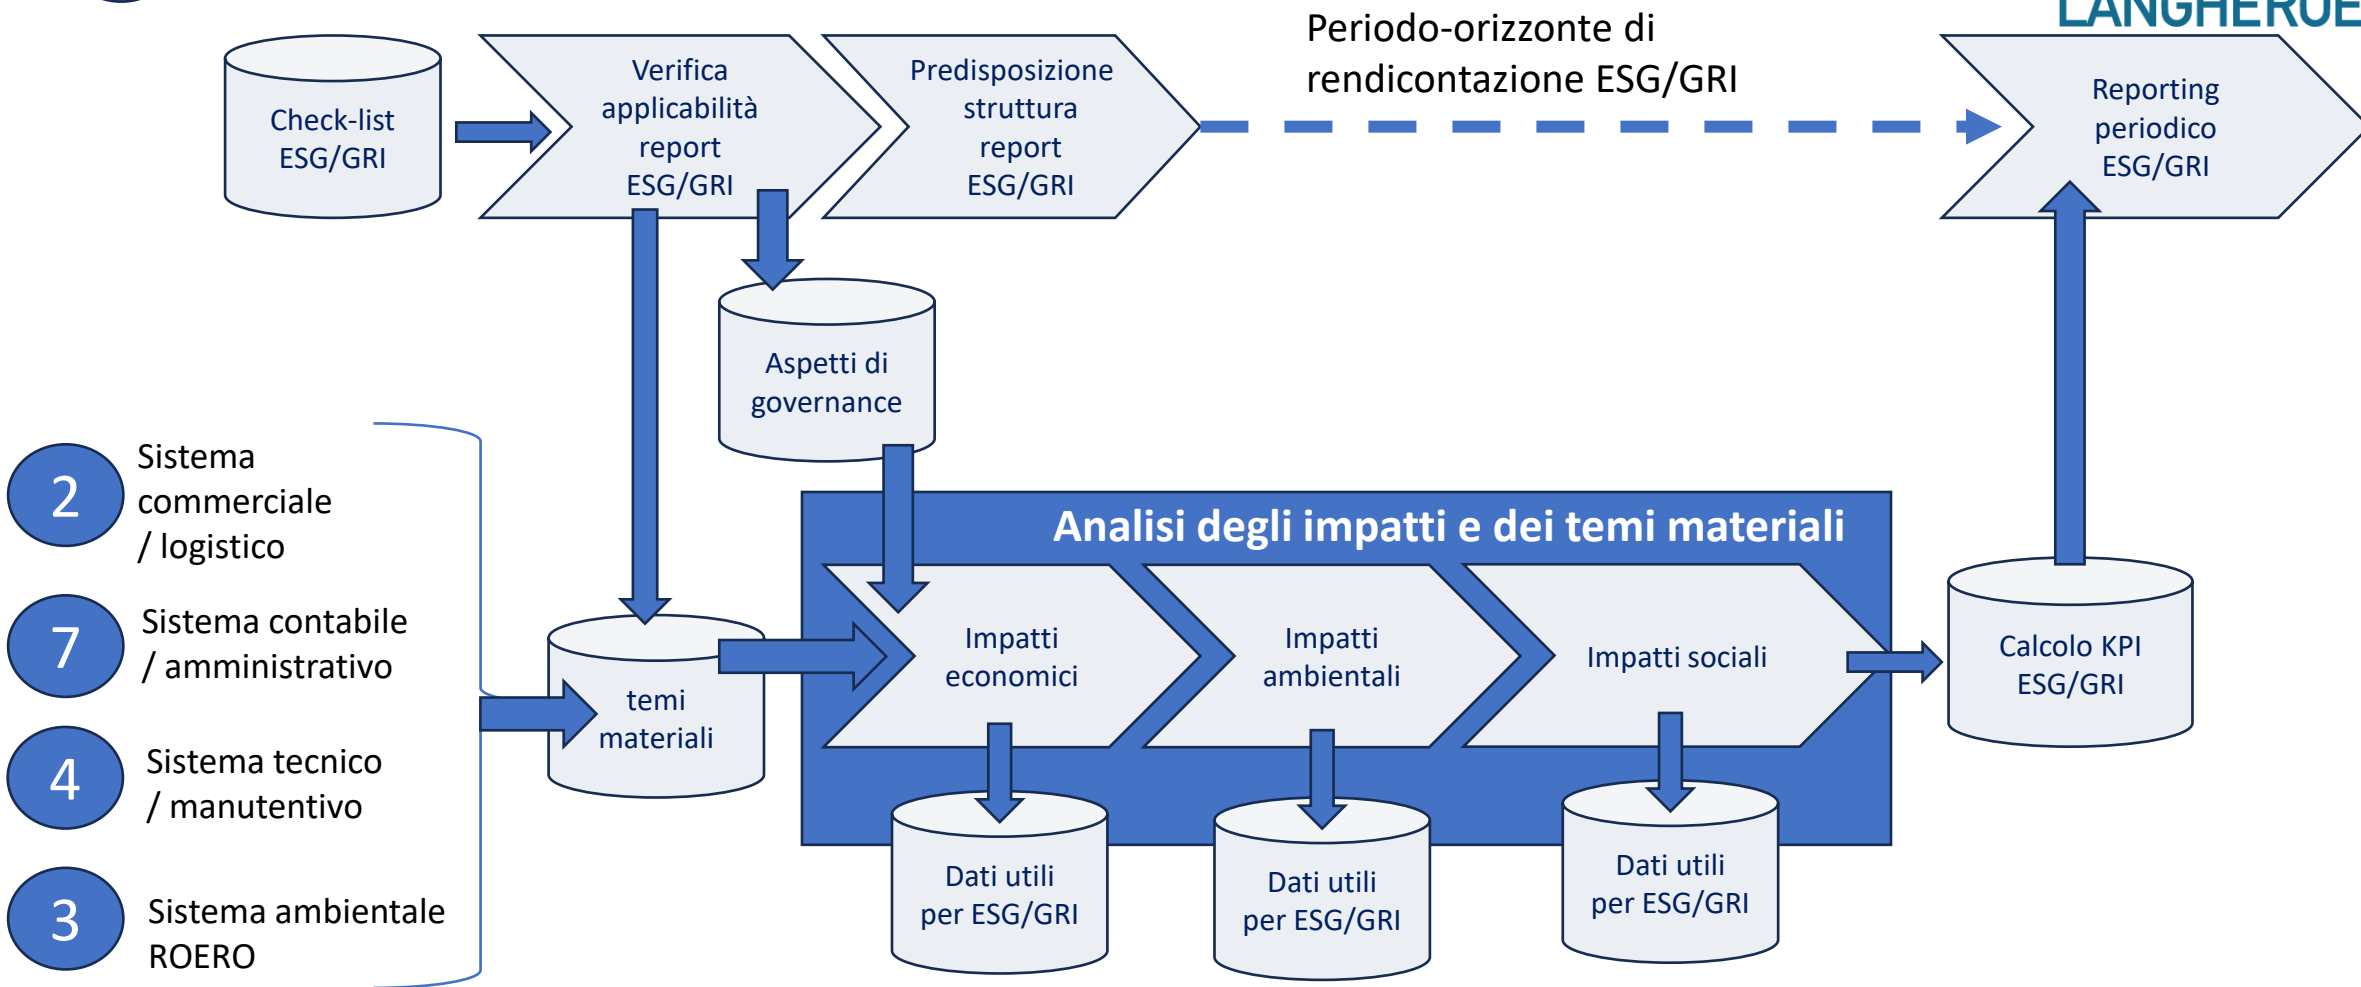 LANGHEROE
Periodo-orizzonte di
rendicontazione ESG/GRI
Check-list
ESG/GRI
Verifica
applicabilità
report
ESG/GRI
Predisposizione
struttura
report
ESG/GRI
Reporting
periodico
ESG/GRI
Aspetti di
governance
2
Sistema
commerciale
/ logistico
7
Sistema contabile
/ amministrativo
4
Sistema tecnico
/ manutentivo
3
Sistema ambientale
ROERO
temi
materiali
Analisi degli impatti e dei temi materiali
Impatti
economici
Impatti
ambientali
Impatti sociali
Calcolo KPI
ESG/GRI
Dati utili
per ESG/GRI
Dati utili
per ESG/GRI
Dati utili
per ESG/GRI